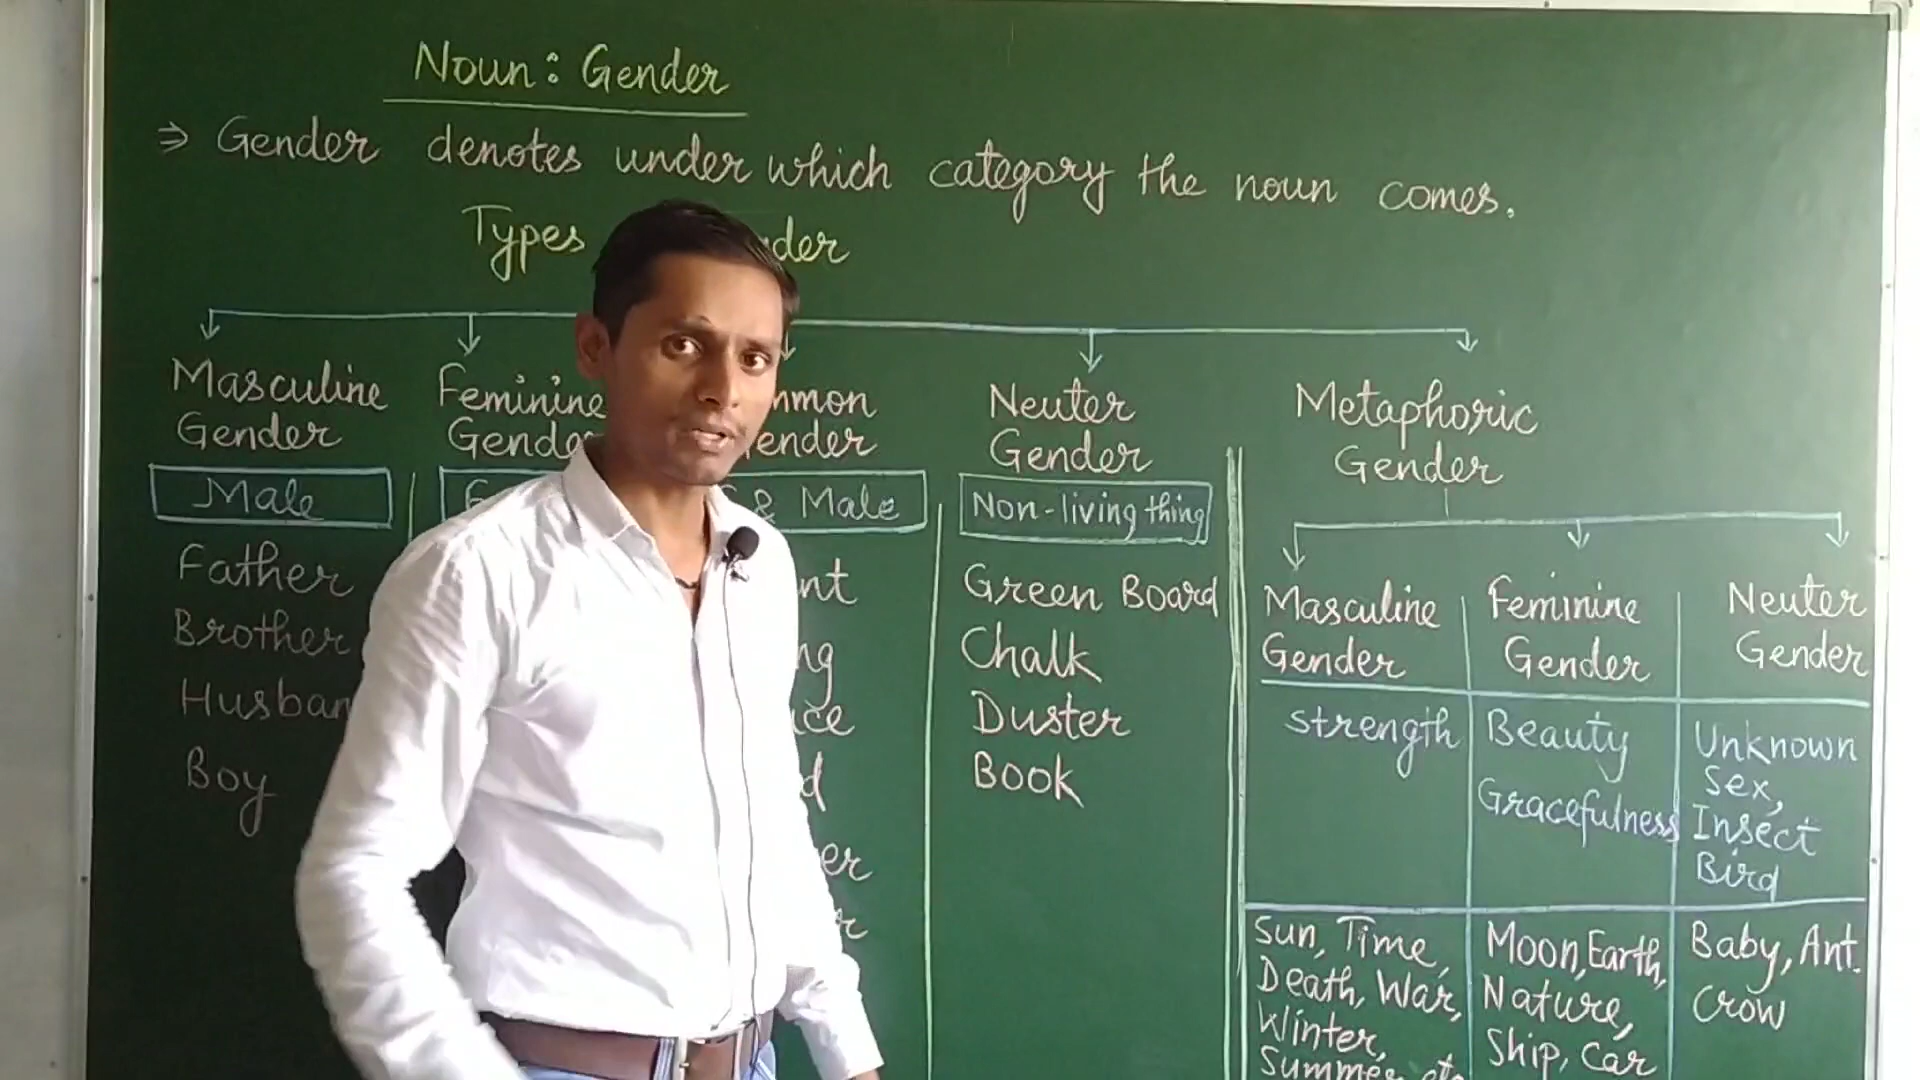 Noun: Gender
⇒ Gender denotes under which category the noun comes.
Types
Masculine
Gender
Male
Father
Brother
Boy
Feminine
Gender
& Male
Neuter
Gender
Non-living thing
Green Board
Chalk
Duster
Book
Metaphoric
Gender
Masculine
Gender
strength
Sun, Time,
Death, War,
Winter,
Summer, etc
Feminine
Gender
Beauty
Gracefulness
Moon, Earth,
Nature,
Ship, Car
Neuter
Gender
Unknown
Sex,
Insect
Bird
Baby, Ant.
Crow